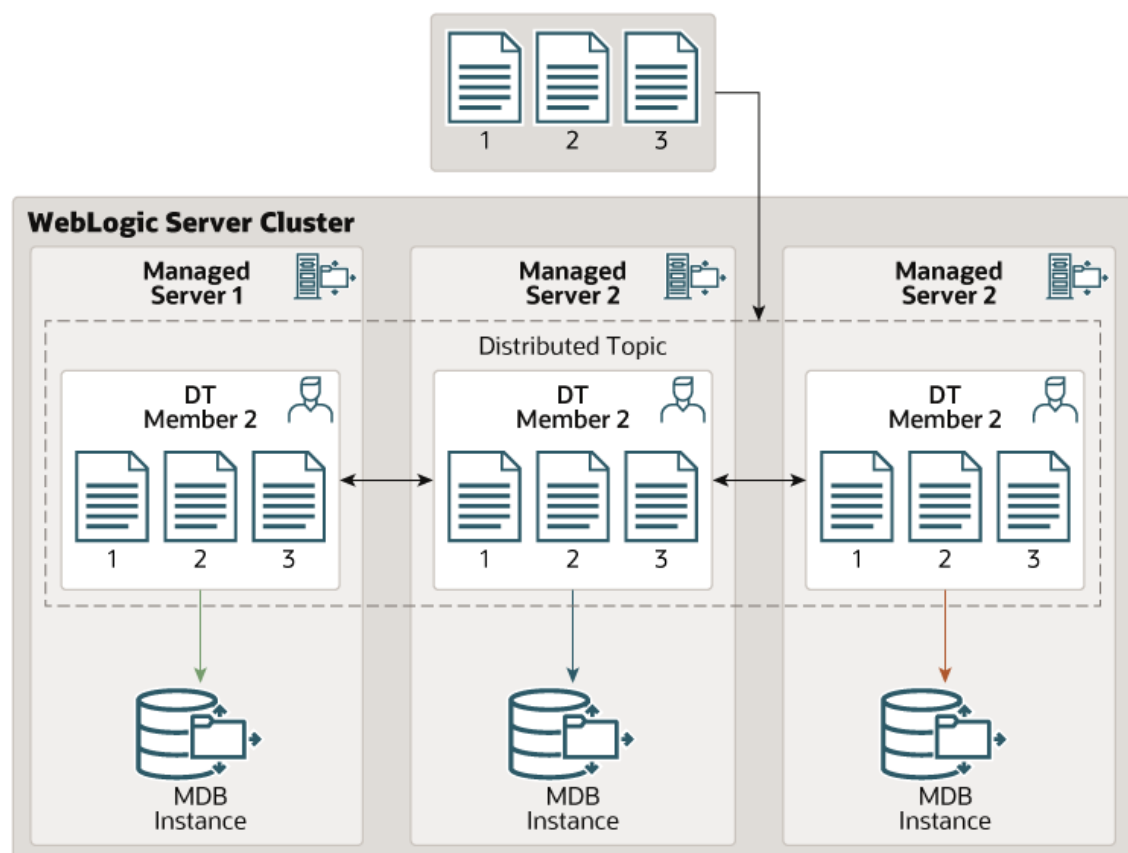 1 2 3
WebLogic Server Cluster
Managed
Server 1
Managed
Server 2
Managed
Server 2
Distributed Topic
DT
Member 2
1 2 3
DT
Member 2
1 2 3
DT
Member 2
1 2 3
MDB
Instance
MDB
Instance
MDB
Instance